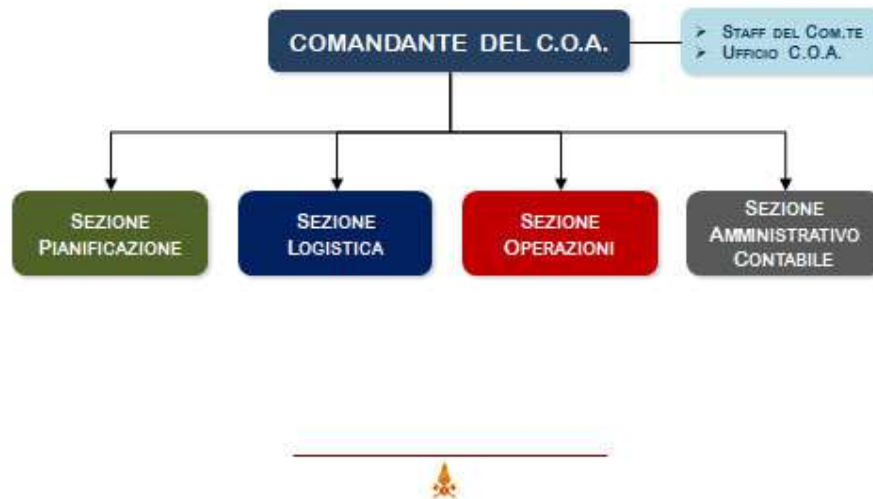 COMANDANTE DEL C.O.A.
➢ STAFF DEL COM.TE
➢ UFFICIO C.O.A.
SEZIONE
PIANIFICAZIONE
SEZIONE
LOGISTICA
SEZIONE
OPERAZIONI
SEZIONE
AMMINISTRATIVO
CONTABILE